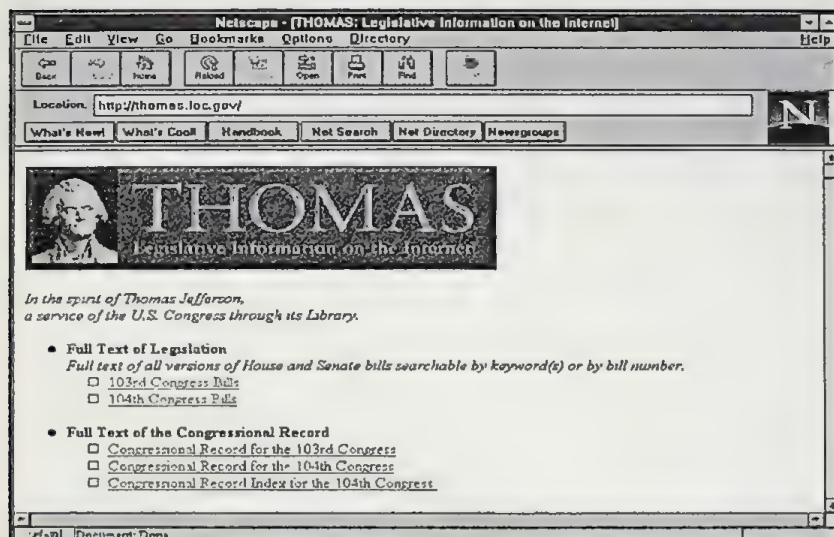 Netscape - [THOMAS: Legislative Information on the Internet]
File Edit View Go Bookmarks Options Directory Help
Back Home Reload Open Print Find
Location: http://thomas.loc.gov/
What's New! What's Cool! Handbook Net Search Net Directory Newsgroups
N
THOMAS
Legislative Information on the Internet
In the spirit of Thomas Jefferson,
a service of the U.S. Congress through its Library.
Full Text of Legislation
Full text of all versions of House and Senate bills searchable by keyword(s) or by bill number.
103rd Congress Bills
104th Congress Bills
Full Text of the Congressional Record
Congressional Record for the 103rd Congress
Congressional Record for the 104th Congress
Congressional Record Index for the 104th Congress
Document: Done